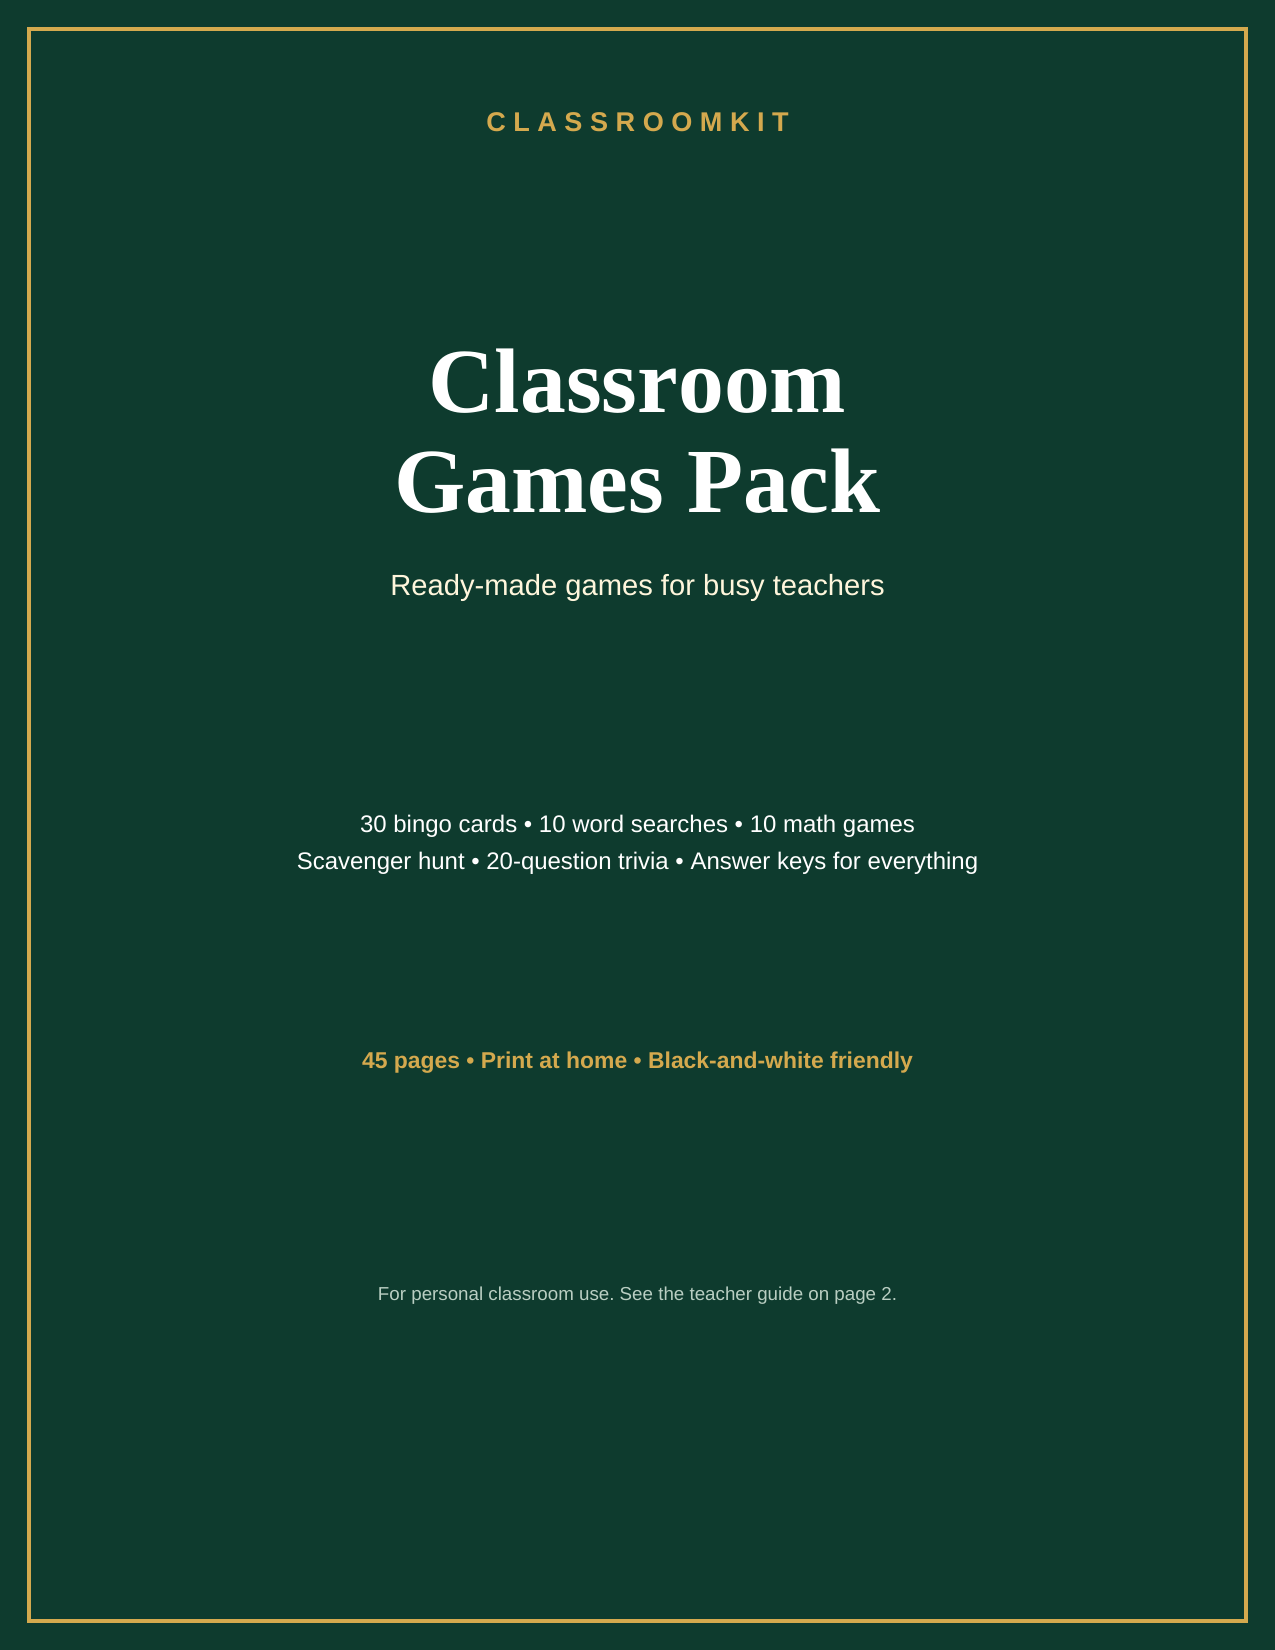 CLASSROOMKIT
Classroom
Games Pack
Ready-made games for busy teachers
30 bingo cards • 10 word searches • 10 math games
Scavenger hunt • 20-question trivia • Answer keys for everything
45 pages • Print at home • Black-and-white friendly
For personal classroom use. See the teacher guide on page 2.